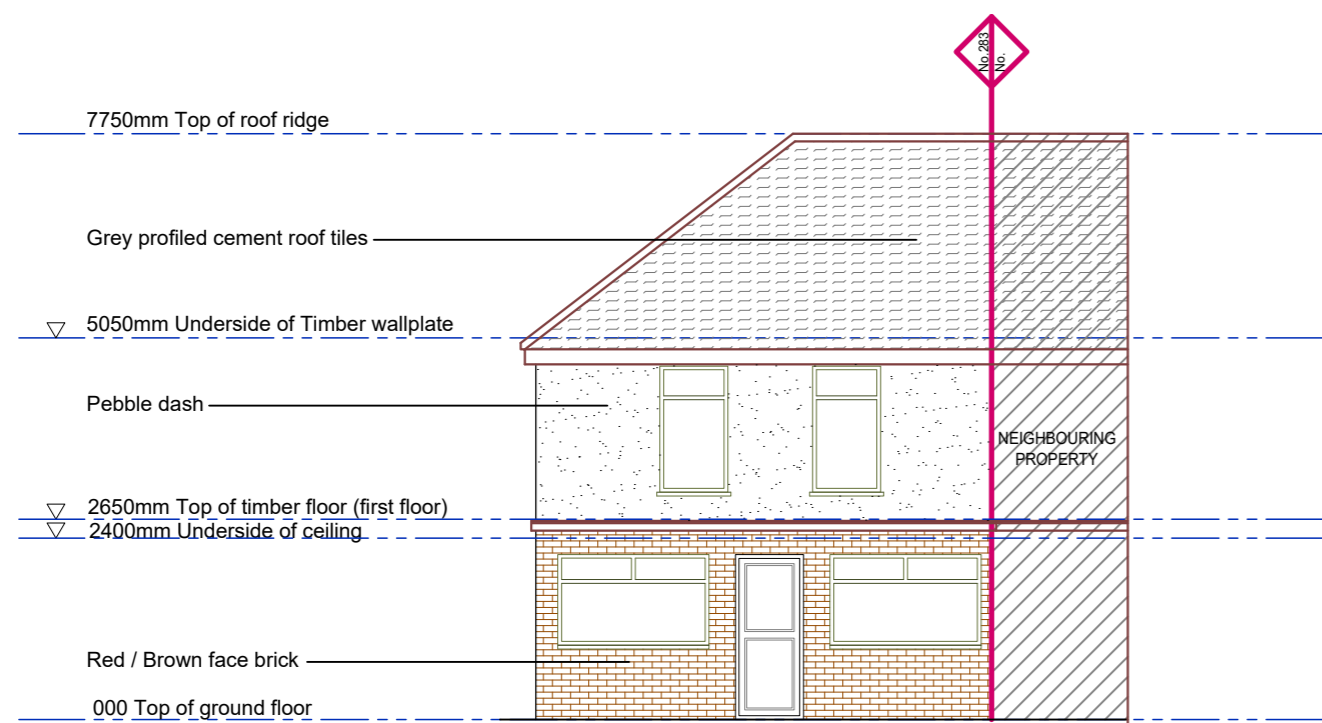 No.283
No.
7750mm Top of roof ridge
Grey profiled cement roof tiles
5050mm Underside of Timber wallplate
Pebble dash
NEIGHBOURING
PROPERTY
2650mm Top of timber floor (first floor)
2400mm Underside of ceiling
Red / Brown face brick
000 Top of ground floor